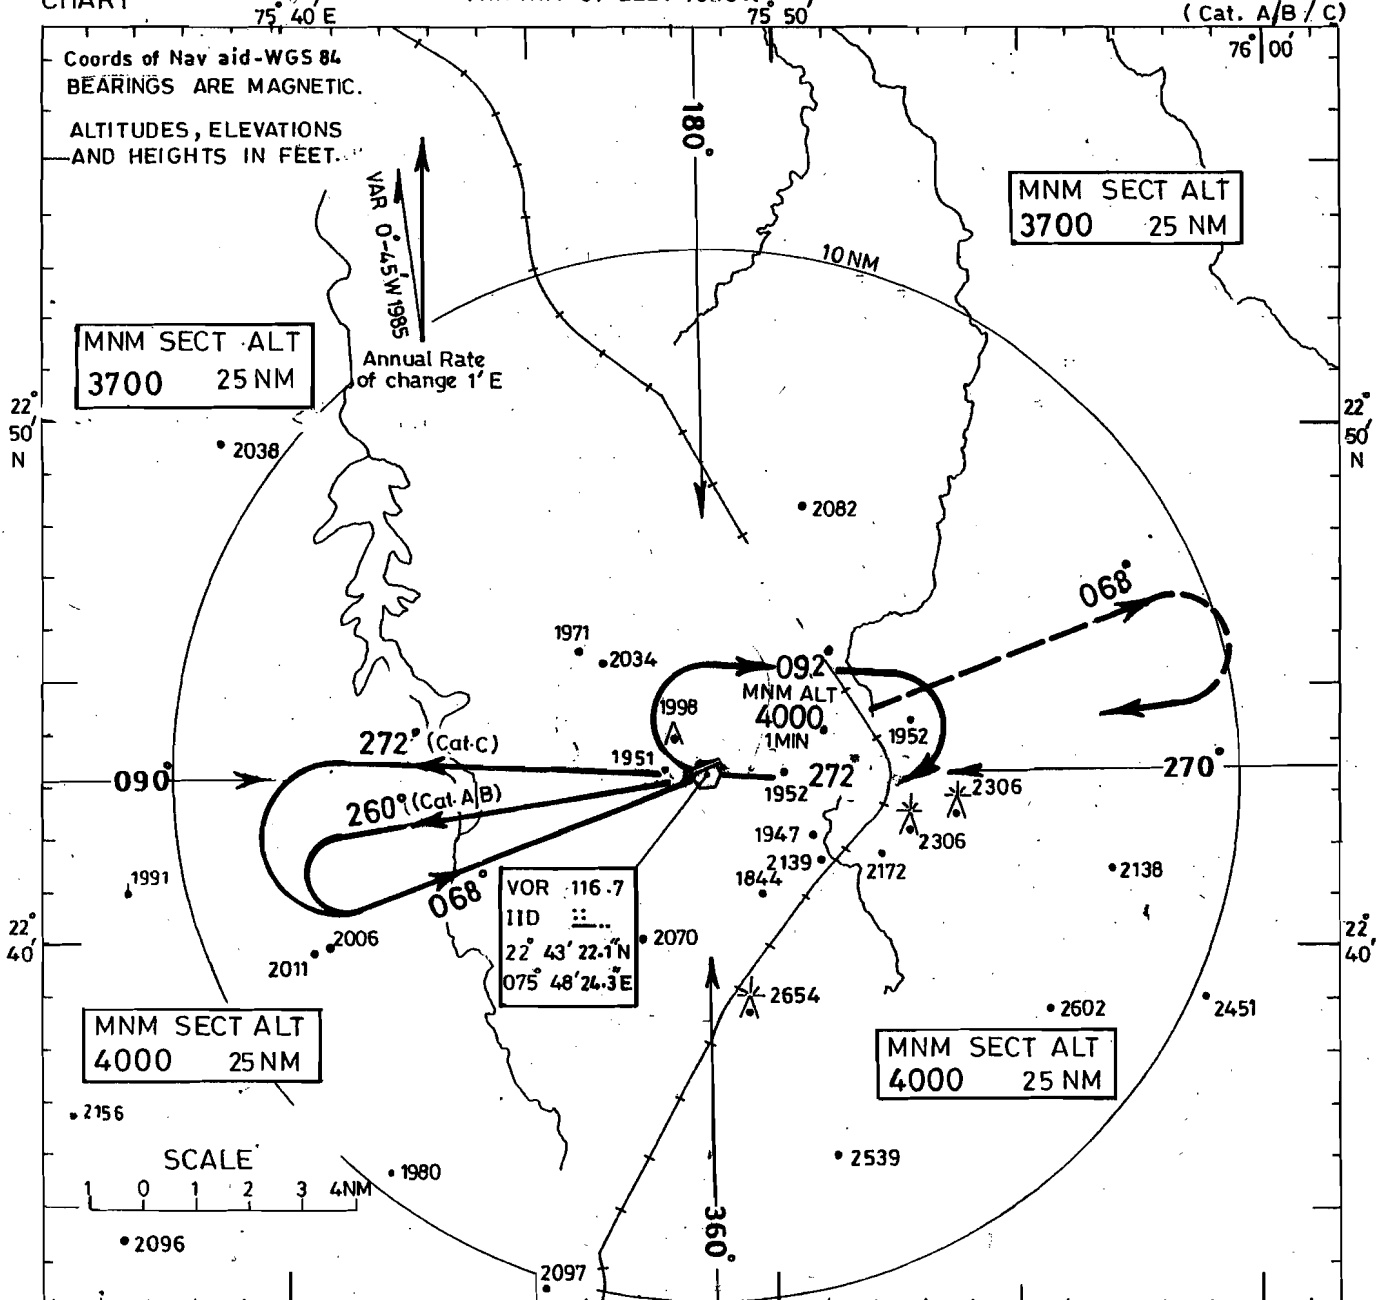 CHART
75° 40' E
75° 50'
(Cat. A/B/C)
76° 00'
Coords of Nav aid-WGS 84
BEARINGS ARE MAGNETIC.
ALTITUDES, ELEVATIONS
AND HEIGHTS IN FEET.
180°
VAR 0°-45'W 1985
Annual Rate
of change 1' E
MNM SECT ALT
3700 25 NM
10 NM
MNM SECT ALT
3700 25 NM
22°
50'
N
22°
50'
N
2038
2082
068°
1971
2034
092°
MNM ALT
4000
1 MIN
1998
1952
272° (Cat.C)
1951
090°
1952
272°
270°
2306
260° (Cat.A/B)
2306
1947
2139
2172
2138
1844
1991
068°
VOR 116.7
IID
22° 43' 22.1"N
075° 48' 24.3"E
22°
40'
22°
40'
2006
2011
2070
2654
2602
2451
MNM SECT ALT
4000 25 NM
MNM SECT ALT
4000 25 NM
2156
SCALE
1 0 1 2 3 4NM
1980
2539
360°
2096
2097